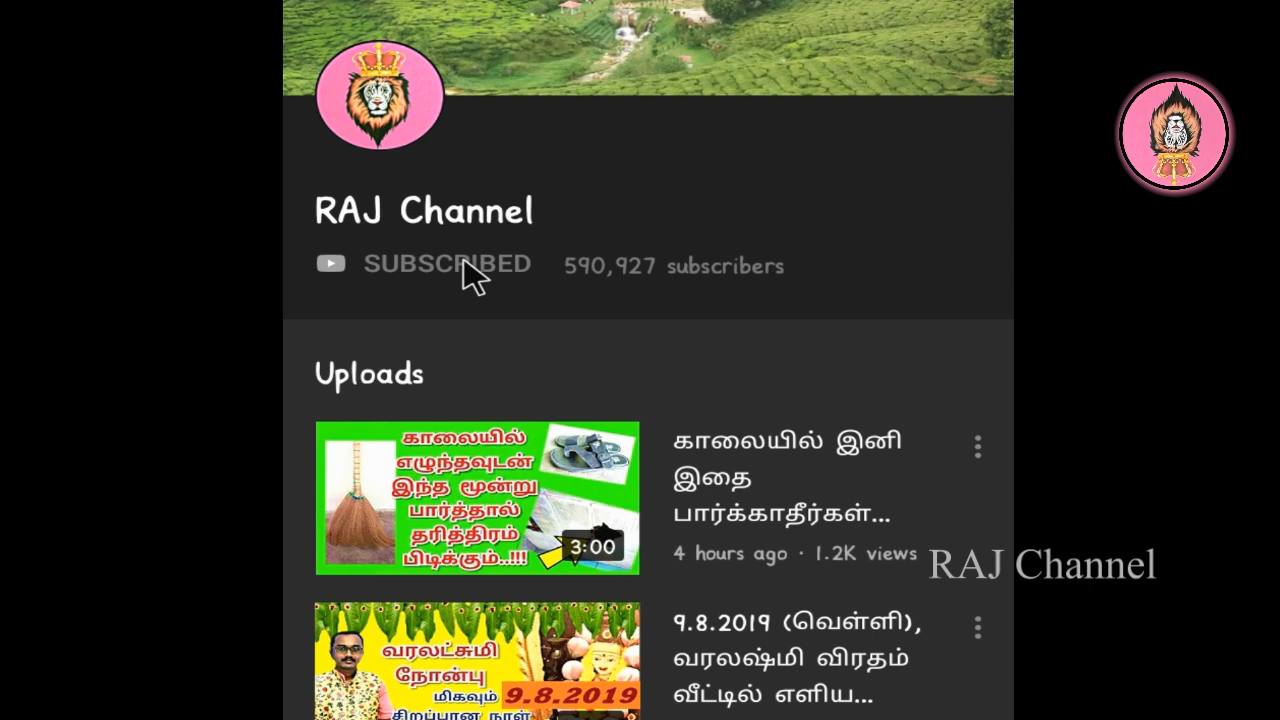 RAJ Channel
SUBSCRIBED 590,927 subscribers
Uploads
காலையில்
எழுந்தவுடன்
இந்த மூன்று
பார்த்தால்
தரித்திரம்
பிடிக்கும்..!!!
3:00
காலையில் இனி
இதை
பார்க்காதீர்கள்...
4 hours ago · 1.2K views
RAJ Channel
வரலட்சுமி
நோன்பு
மிகவும் 9.8.2019
சிறப்பான நாள்
9.8.2019 (வெள்ளி),
வரலஷ்மி விரதம்
வீட்டில் எளிய...